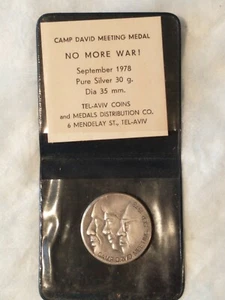 CAMP DAVID MEETING MEDAL
NO MORE WAR!
September 1978
Pure Silver 30 g.
Dia 35 mm.
TEL-AVIV COINS
and MEDALS DISTRIBUTION CO.
6 MENDELAY ST., TEL-AVIV